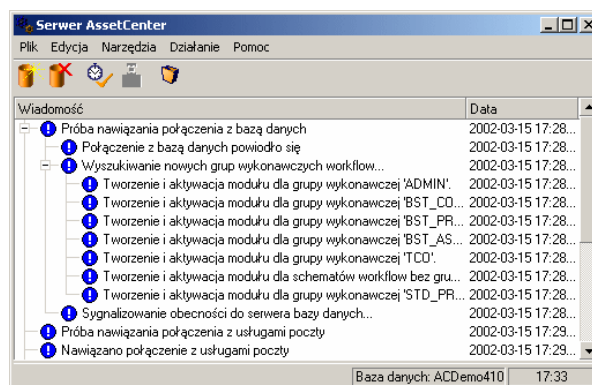 Serwer AssetCenter
Plik Edycja Narzędzia Działanie Pomoc
Wiadomość Data
Próba nawiązania połączenia z bazą danych 2002-03-15 17:28...
Połączenie z bazą danych powiodło się 2002-03-15 17:28...
Wyszukiwanie nowych grup wykonawczych workflow... 2002-03-15 17:28...
Tworzenie i aktywacja modułu dla grupy wykonawczej 'ADMIN'. 2002-03-15 17:28...
Tworzenie i aktywacja modułu dla grupy wykonawczej 'BST_CO... 2002-03-15 17:28...
Tworzenie i aktywacja modułu dla grupy wykonawczej 'BST_PR... 2002-03-15 17:28...
Tworzenie i aktywacja modułu dla grupy wykonawczej 'BST_AS... 2002-03-15 17:28...
Tworzenie i aktywacja modułu dla grupy wykonawczej 'TCO'. 2002-03-15 17:28...
Tworzenie i aktywacja modułu dla schematów workflow bez gru... 2002-03-15 17:28...
Tworzenie i aktywacja modułu dla grupy wykonawczej 'STD_PR... 2002-03-15 17:28...
Sygnalizowanie obecności do serwera bazy danych... 2002-03-15 17:28...
Próba nawiązania połączenia z usługami poczty 2002-03-15 17:29...
Nawiązano połączenie z usługami poczty 2002-03-15 17:29...
Baza danych: ACDemo410 17:33